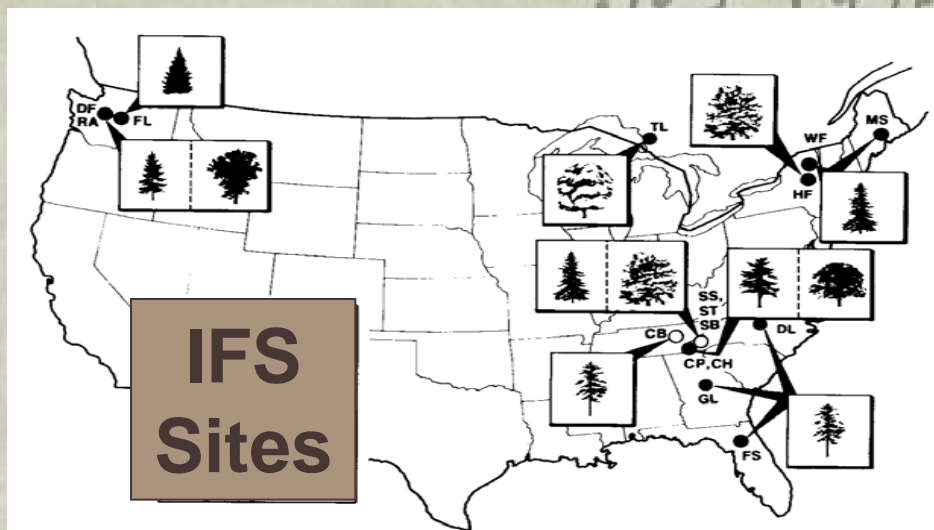 DF
RA
FL
TL
MS
WF
HF
SS,
ST
SB
CB
DL
CP,CH
GL
FS
IFS
Sites